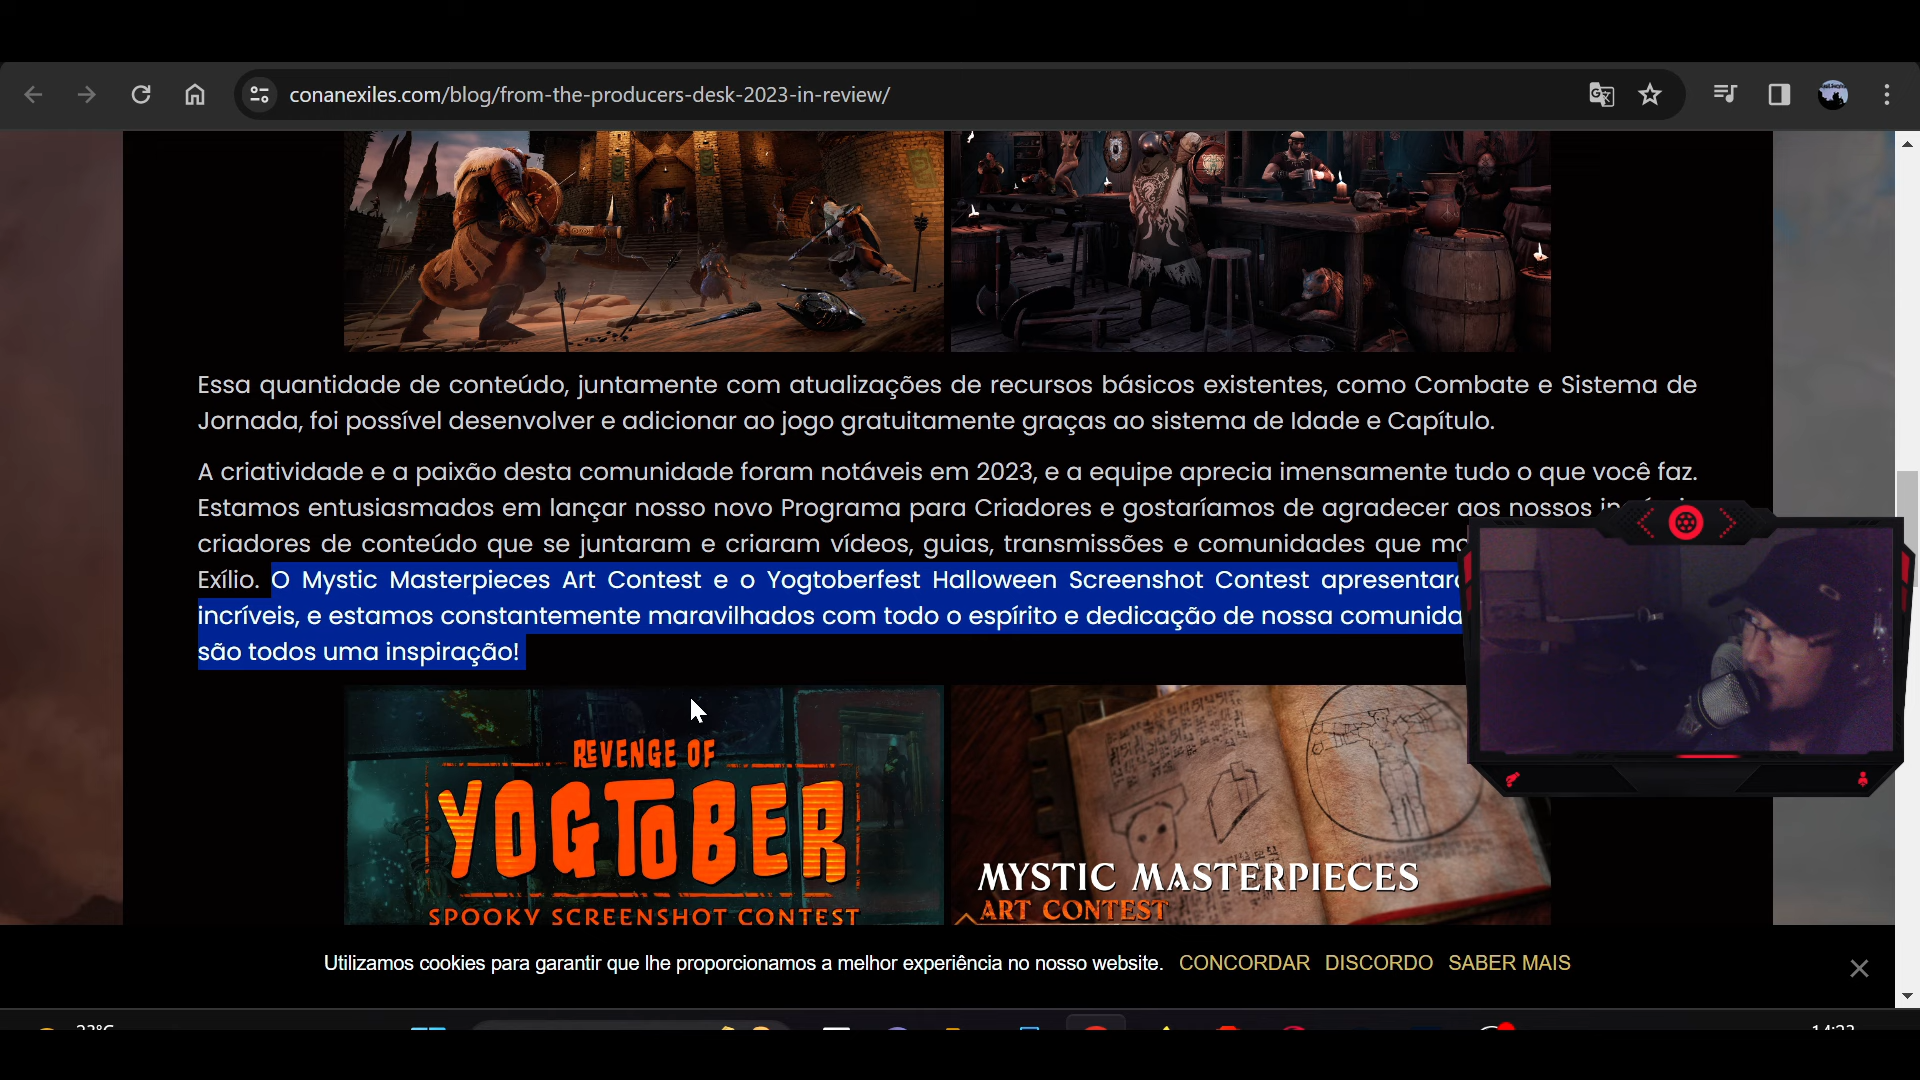 conanexiles.com/blog/from-the-producers-desk-2023-in-review/
Essa quantidade de conteúdo, juntamente com atualizações de recursos básicos existentes, como Combate e Sistema de
Jornada, foi possível desenvolver e adicionar ao jogo gratuitamente graças ao sistema de Idade e Capítulo.
A criatividade e a paixão desta comunidade foram notáveis em 2023, e a equipe aprecia imensamente tudo o que você faz.
Estamos entusiasmados em lançar nosso novo Programa para Criadores e gostaríamos de agradecer aos nossos
criadores de conteúdo que se juntaram e criaram vídeos, guias, transmissões e comunidades que
Exílio. O Mystic Masterpieces Art Contest e o Yogtoberfest Halloween Screenshot Contest
incríveis, e estamos constantemente maravilhados com todo o espírito e dedicação de nossa
são todos uma inspiração!
REVENGE OF
YOGTOBER
SPOOKY SCREENSHOT CONTEST
MYSTIC MASTERPIECES
ART CONTEST
Utilizamos cookies para garantir que lhe proporcionamos a melhor experiência no nosso website. CONCORDAR DISCORDO SABER MAIS